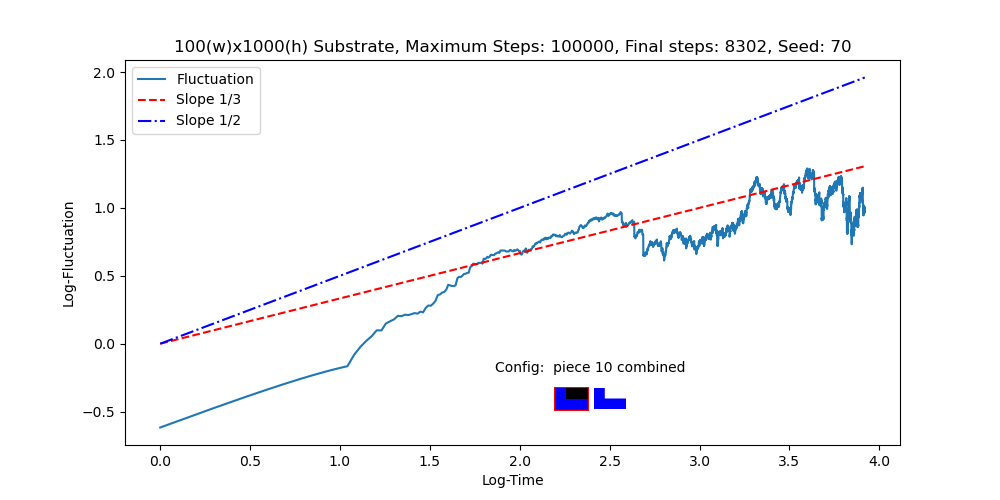 100(w)x1000(h) Substrate, Maximum Steps: 100000, Final steps: 8302, Seed: 70
Fluctuation
Slope 1/3
Slope 1/2
Log-Fluctuation
2.0
1.5
1.0
0.5
0.0
−0.5
Config:  piece 10 combined
0.0 0.5 1.0 1.5 2.0 2.5 3.0 3.5 4.0
Log-Time